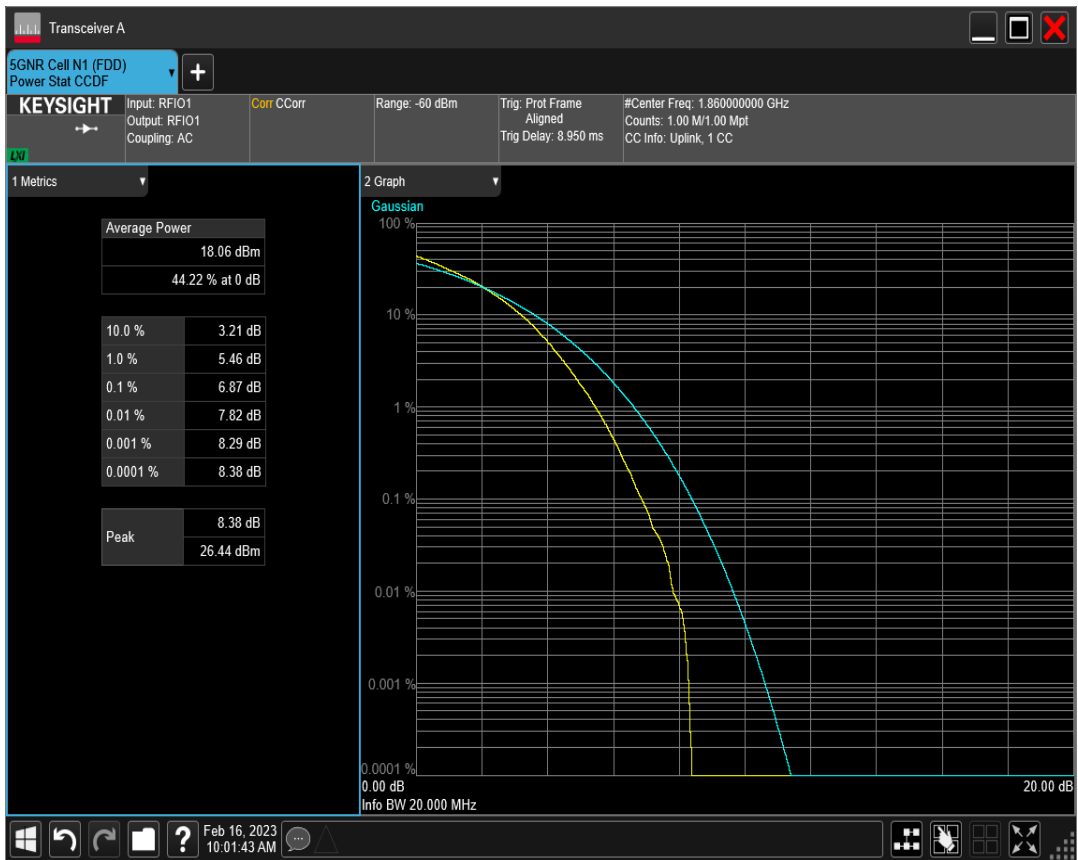 Transceiver A
5GNR Cell N1 (FDD)
Power Stat CCDF
+
KEYSIGHT
LXI
Input: RFIO1
Output: RFIO1
Coupling: AC
Corr CCorr
Range: -60 dBm
Trig: Prot Frame
Aligned
Trig Delay: 8.950 ms
#Center Freq: 1.860000000 GHz
Counts: 1.00 M/1.00 Mpt
CC Info: Uplink, 1 CC
1 Metrics
Average Power
18.06 dBm
44.22 % at 0 dB
10.0 % 3.21 dB
1.0 % 5.46 dB
0.1 % 6.87 dB
0.01 % 7.82 dB
0.001 % 8.29 dB
0.0001 % 8.38 dB
Peak
8.38 dB
26.44 dBm
2 Graph
Gaussian
100 %
10 %
1 %
0.1 %
0.01 %
0.001 %
0.0001 %
0.00 dB 20.00 dB
Info BW 20.000 MHz
?
Feb 16, 2023
10:01:43 AM